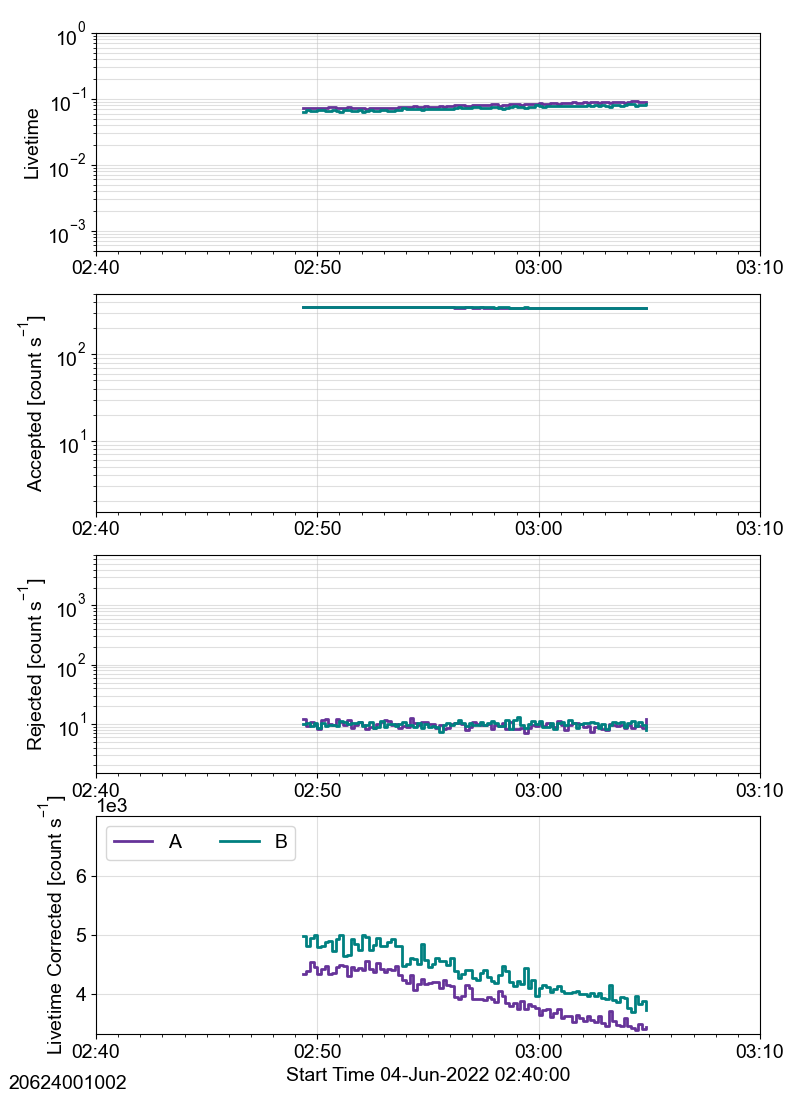 10^0
10^-1
10^-2
10^-3
Livetime
02:40 02:50 03:00 03:10
10^2
10^1
Accepted [count s^-1]
02:40 02:50 03:00 03:10
10^3
10^2
10^1
Rejected [count s^-1]
02:40 02:50 03:00 03:10
1e3
A B
6
5
4
Livetime Corrected [count s^-1]
02:40 02:50 03:00 03:10
Start Time 04-Jun-2022 02:40:00
20624001002